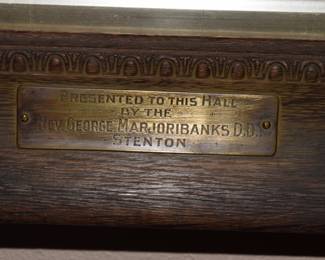 PRESENTED TO THIS HALL
BY THE
REV. GEORGE MARJORIBANKS D.D.
STENTON